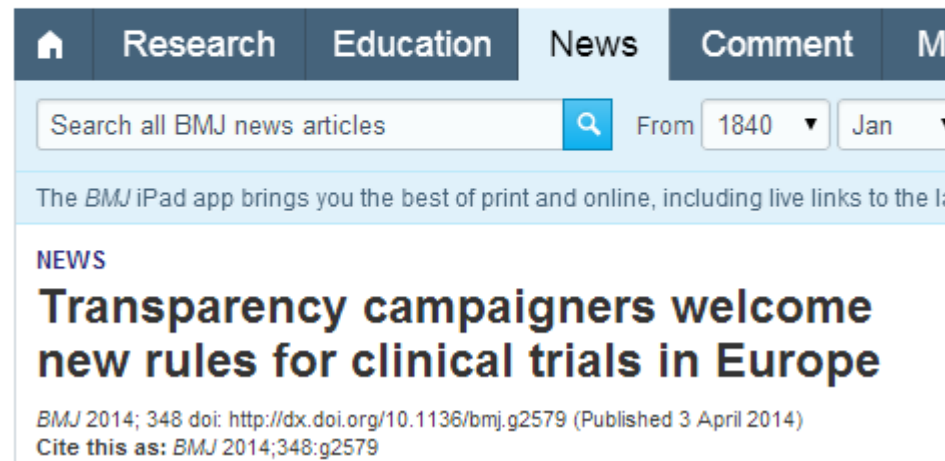 Research Education News Comment M
Search all BMJ news articles From 1840 Jan
The BMJ iPad app brings you the best of print and online, including live links to the
NEWS
Transparency campaigners welcome
new rules for clinical trials in Europe
BMJ 2014; 348 doi: http://dx.doi.org/10.1136/bmj.g2579 (Published 3 April 2014)
Cite this as: BMJ 2014;348:g2579